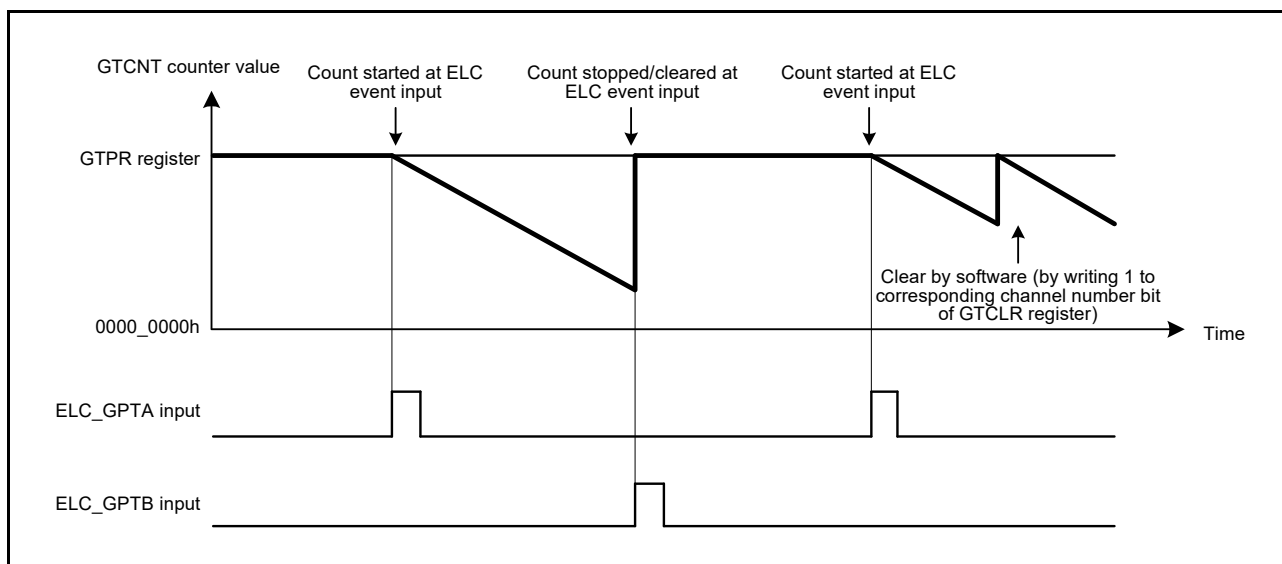 GTCNT counter value
Count started at ELC
event input
Count stopped/cleared at
ELC event input
Count started at ELC
event input
GTPR register
Clear by software (by writing 1 to
corresponding channel number bit
of GTCLR register)
0000_0000h
Time
ELC_GPTA input
ELC_GPTB input